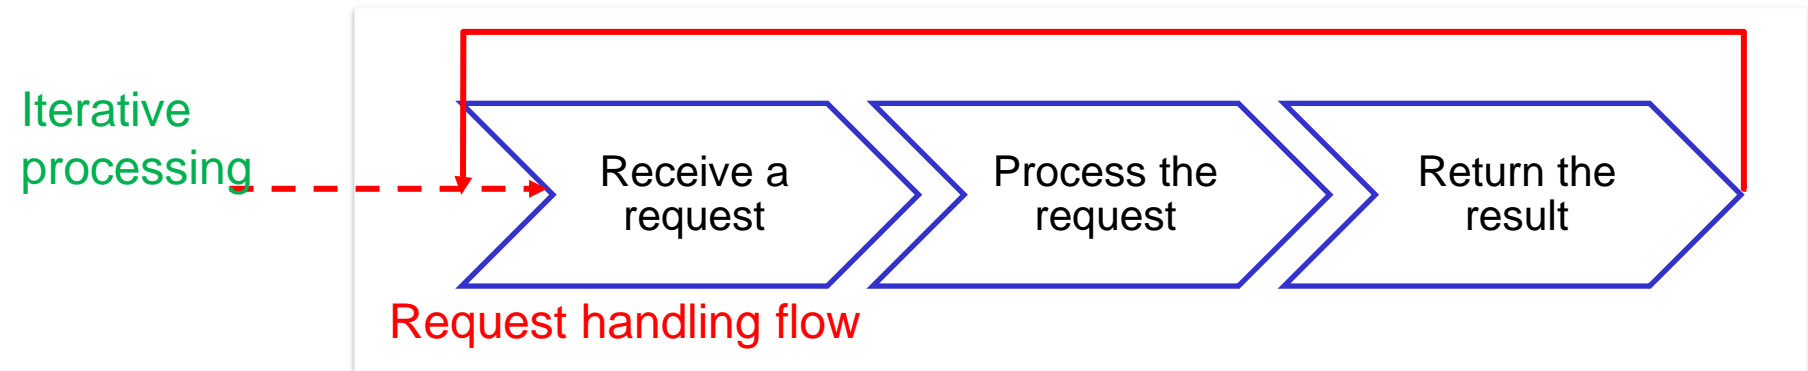 Iterative
processing
Receive a
request
Process the
request
Return the
result
Request handling flow